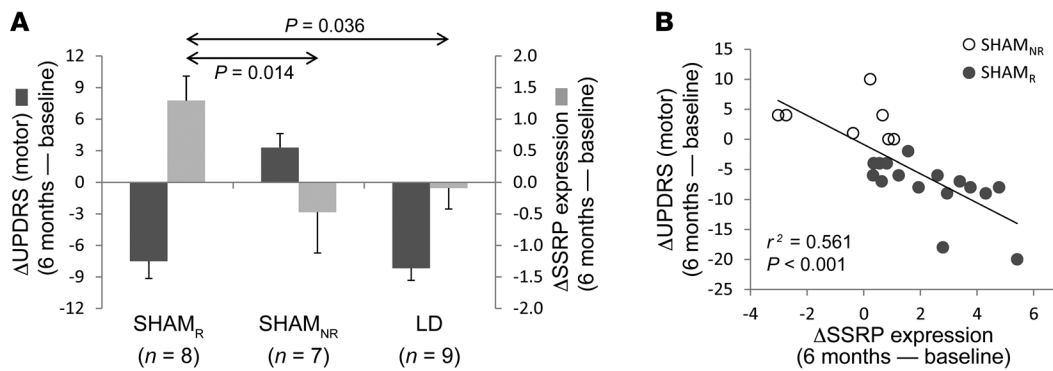 A
P = 0.036
P = 0.014
ΔUPDRS (motor)
(6 months — baseline)
12
9
6
3
0
-3
-6
-9
-12
2.0
1.5
1.0
0.5
0.0
-0.5
-1.0
-1.5
-2.0
ΔSSRP expression
(6 months — baseline)
SHAMR SHAMNR LD
(n = 8) (n = 7) (n = 9)
B
SHAMNR
SHAMR
ΔUPDRS (motor)
(6 months — baseline)
15
10
5
0
-5
-10
-15
-20
-25
r² = 0.561
P < 0.001
-4 -2 0 2 4 6
ΔSSRP expression
(6 months — baseline)